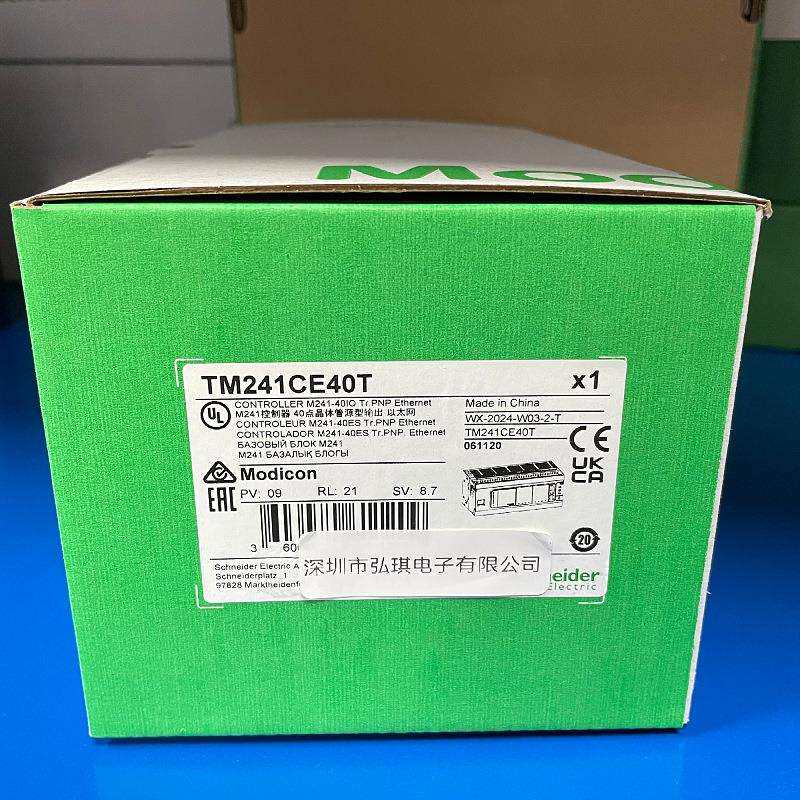 TM241CE40T
x1
CONTROLLER M241-40IO Tr.PNP Ethernet
M241控制器 40点晶体管源型输出 以太网
CONTROLEUR M241-40ES Tr.PNP Ethernet
CONTROLADOR M241-40ES Tr.PNP. Ethernet
БАЗОВЫЙ БЛОК M241
M241 БАЗАЛЫҚ БЛОГЫ
Made in China
WX-2024-W03-2-T
TM241CE40T
061120
UL
CE
UK
CA
EAC
Modicon
PV: 09 RL: 21 SV: 8.7
20
Schneider Electric
Schneiderplatz 1
97828
深圳市弘琪电子有限公司
Electric